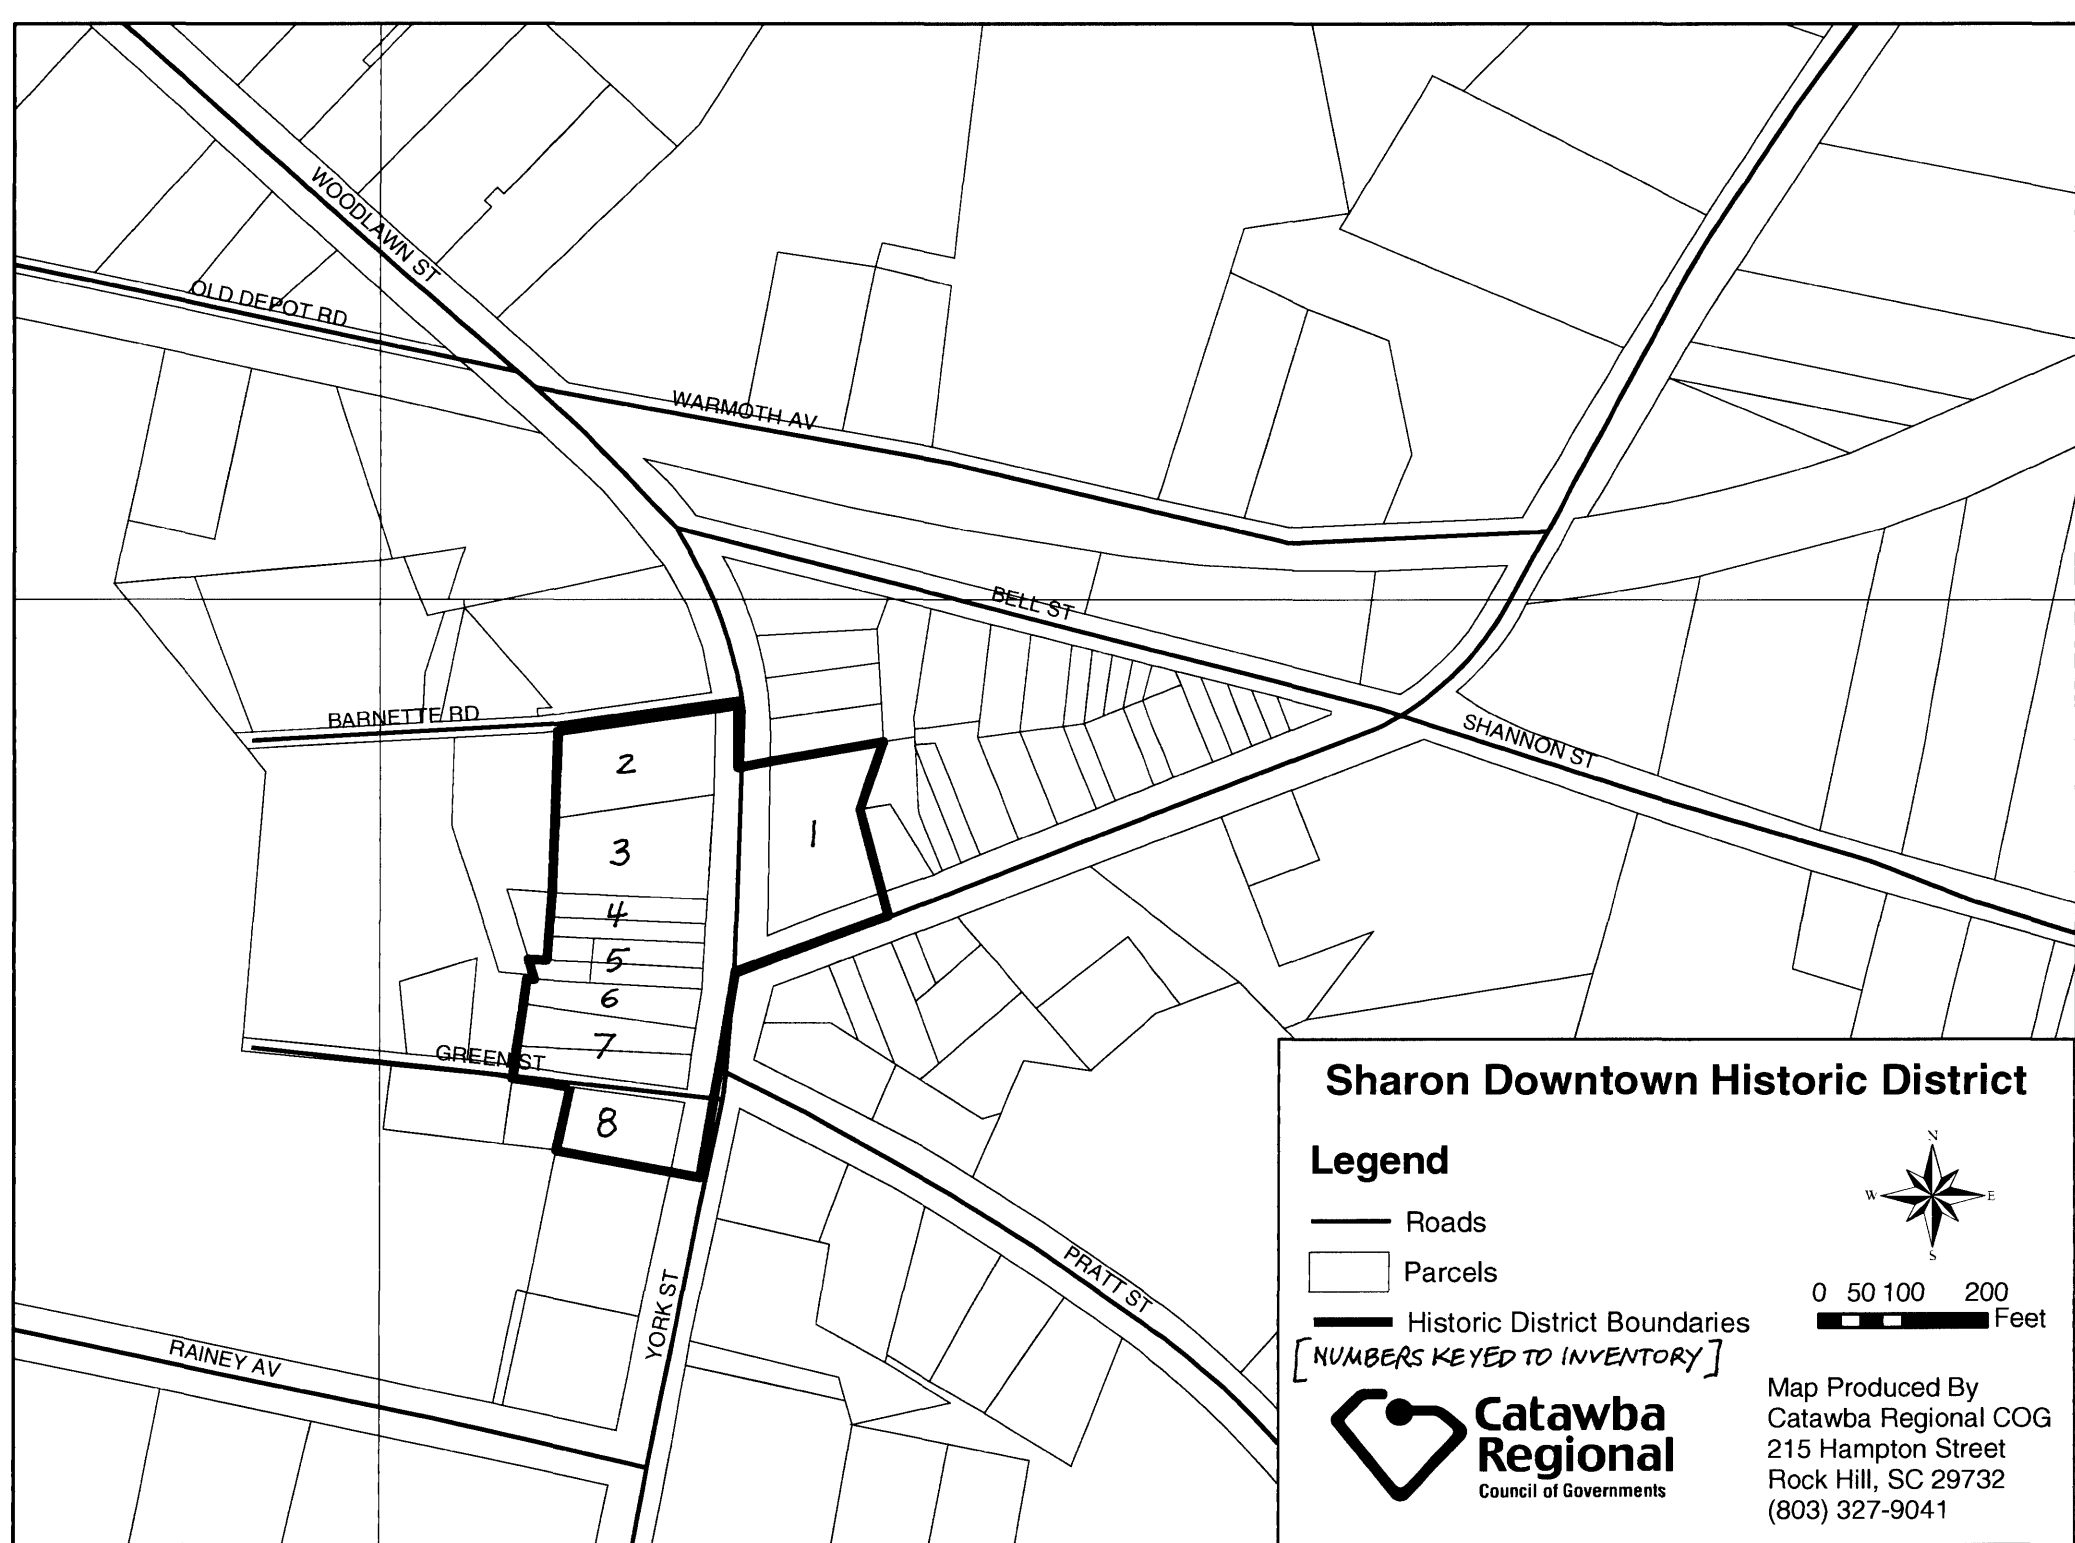 WOODLAWN ST
OLD DEPOT RD
WARMOTH AV
BELL ST
BARNETTE RD
SHANNON ST
2
1
3
4
5
6
7
GREEN ST
8
PRATT ST
YORK ST
RAINEY AV
Sharon Downtown Historic District
Legend
N
W E
S
Roads
Parcels
Historic District Boundaries
[NUMBERS KEYED TO INVENTORY]
0 50 100 200
Feet
Catawba
Regional
Council of Governments
Map Produced By
Catawba Regional COG
215 Hampton Street
Rock Hill, SC 29732
(803) 327-9041